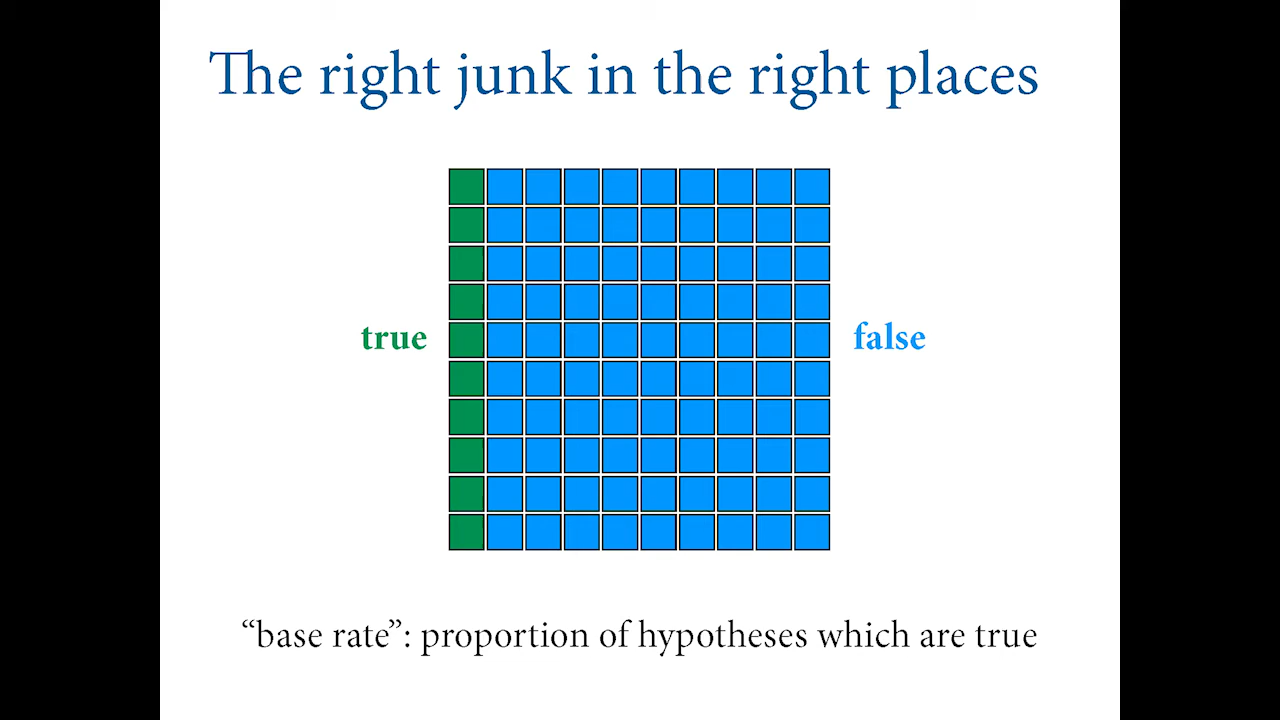 The right junk in the right places
true
false
“base rate”: proportion of hypotheses which are true